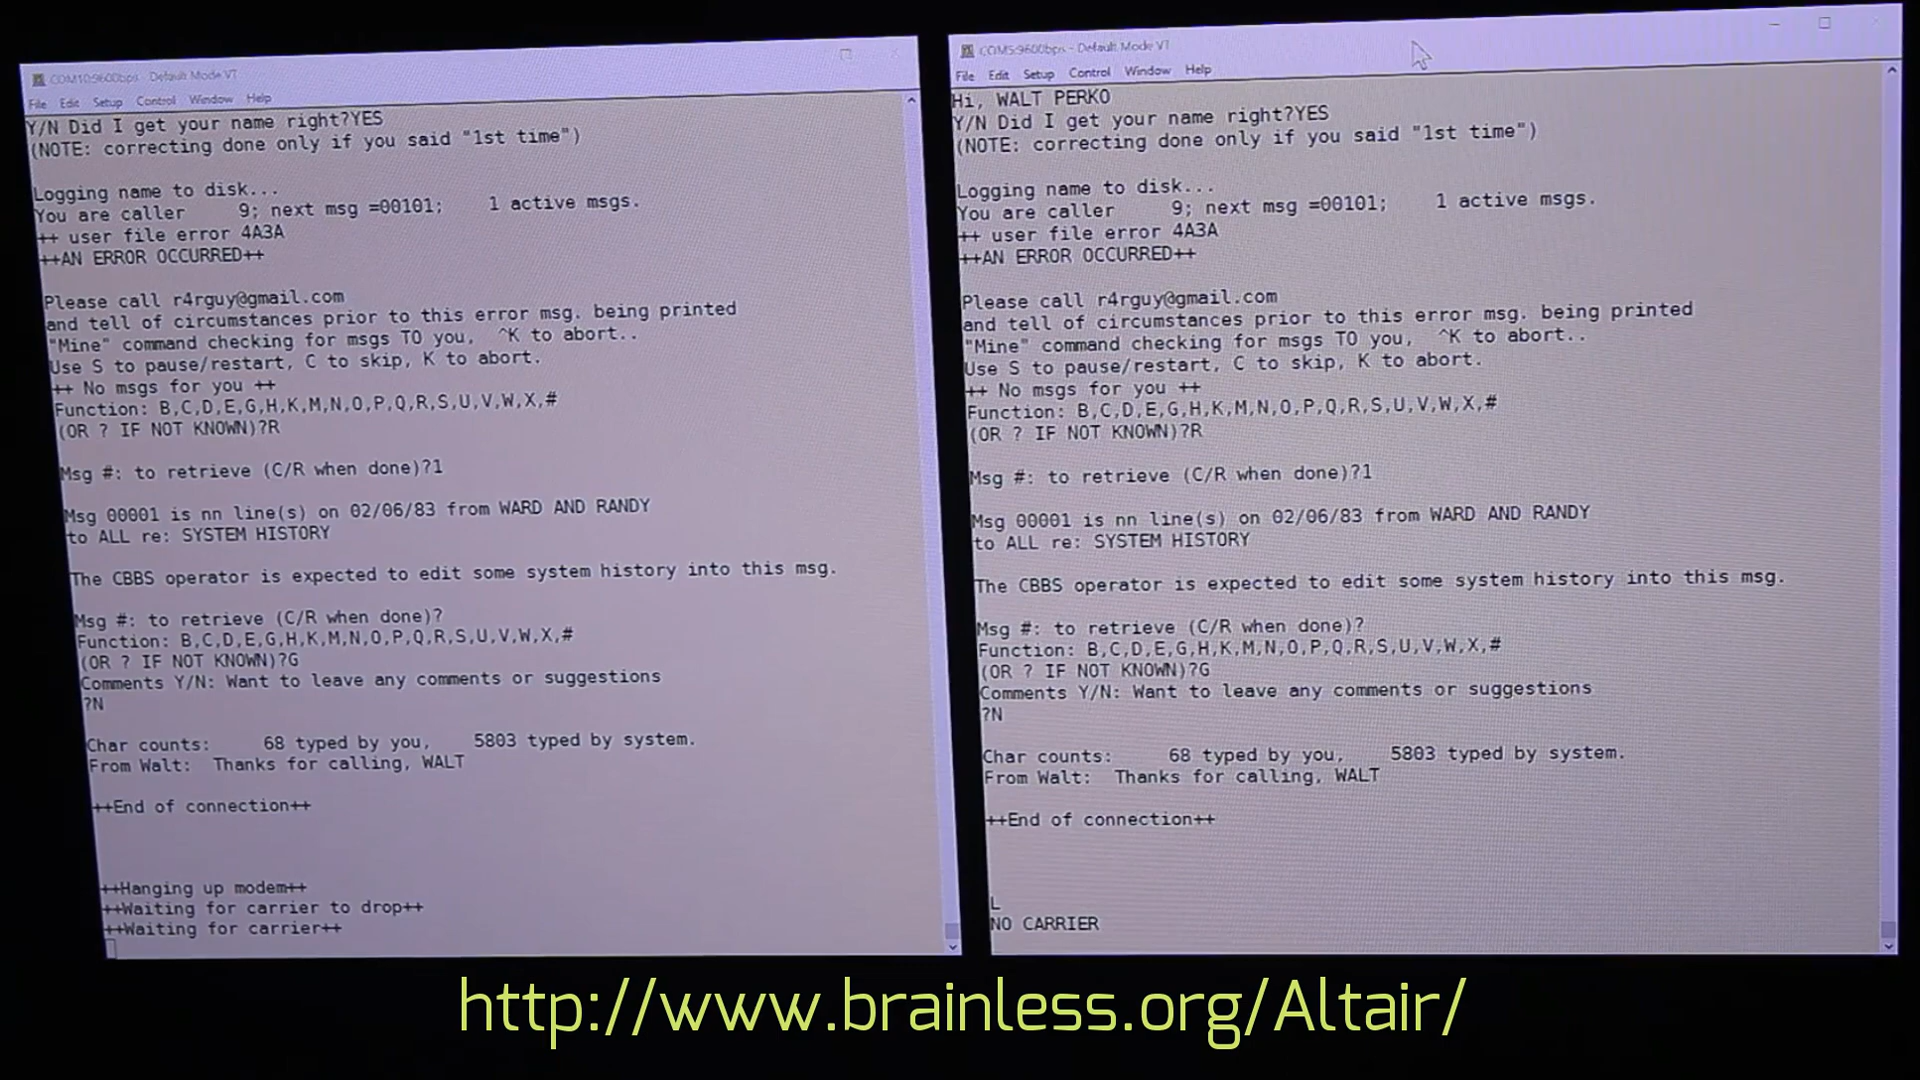 COM10:9600bps - Default Mode VT
File Edit Setup Control Window Help
Y/N Did I get your name right?YES
(NOTE: correcting done only if you said "1st time")
Logging name to disk...
You are caller 9; next msg =00101; 1 active msgs.
++ user file error 4A3A
++AN ERROR OCCURRED++
Please call r4rguy@gmail.com
and tell of circumstances prior to this error msg. being printed
"Mine" command checking for msgs TO you, ^K to abort..
Use S to pause/restart, C to skip, K to abort.
++ No msgs for you ++
Function: B,C,D,E,G,H,K,M,N,O,P,Q,R,S,U,V,W,X,#
(OR ? IF NOT KNOWN)?R
Msg #: to retrieve (C/R when done)?1
Msg 00001 is nn line(s) on 02/06/83 from WARD AND RANDY
to ALL re: SYSTEM HISTORY
The CBBS operator is expected to edit some system history into this msg.
Msg #: to retrieve (C/R when done)?
Function: B,C,D,E,G,H,K,M,N,O,P,Q,R,S,U,V,W,X,#
(OR ? IF NOT KNOWN)?G
Comments Y/N: Want to leave any comments or suggestions
?N
Char counts: 68 typed by you, 5803 typed by system.
From Walt: Thanks for calling, WALT
++End of connection++
++Hanging up modem++
++Waiting for carrier to drop++
++Waiting for carrier++
COM5:9600bps - Default Mode VT
File Edit Setup Control Window Help
Hi, WALT PERKO
Y/N Did I get your name right?YES
(NOTE: correcting done only if you said "1st time")
Logging name to disk...
You are caller 9; next msg =00101; 1 active msgs.
++ user file error 4A3A
++AN ERROR OCCURRED++
Please call r4rguy@gmail.com
and tell of circumstances prior to this error msg. being printed
"Mine" command checking for msgs TO you, ^K to abort..
Use S to pause/restart, C to skip, K to abort.
++ No msgs for you ++
Function: B,C,D,E,G,H,K,M,N,O,P,Q,R,S,U,V,W,X,#
(OR ? IF NOT KNOWN)?R
Msg #: to retrieve (C/R when done)?1
Msg 00001 is nn line(s) on 02/06/83 from WARD AND RANDY
to ALL re: SYSTEM HISTORY
The CBBS operator is expected to edit some system history into this msg.
Msg #: to retrieve (C/R when done)?
Function: B,C,D,E,G,H,K,M,N,O,P,Q,R,S,U,V,W,X,#
(OR ? IF NOT KNOWN)?G
Comments Y/N: Want to leave any comments or suggestions
?N
Char counts: 68 typed by you, 5803 typed by system.
From Walt: Thanks for calling, WALT
++End of connection++
L
NO CARRIER
http://www.brainless.org/Altair/